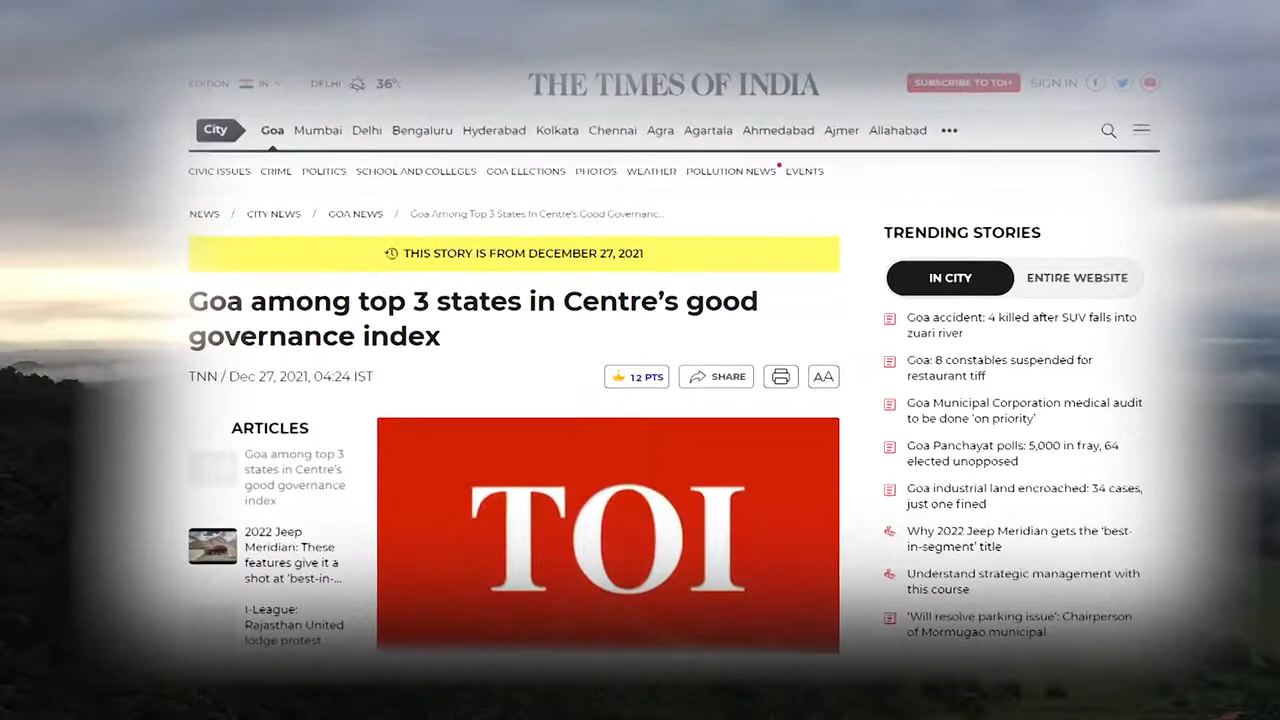 EDITION IN DELHI 36°C THE TIMES OF INDIA SUBSCRIBE TO TOI+ SIGN IN
City Goa Mumbai Delhi Bengaluru Hyderabad Kolkata Chennai Agra Agartala Ahmedabad Ajmer Allahabad •••
CIVIC ISSUES CRIME POLITICS SCHOOL AND COLLEGES GOA ELECTIONS PHOTOS WEATHER POLLUTION NEWS EVENTS
NEWS / CITY NEWS / GOA NEWS / Goa Among Top 3 States In Centre's Good Governanc...
THIS STORY IS FROM DECEMBER 27, 2021
Goa among top 3 states in Centre's good
governance index
TNN / Dec 27, 2021, 04:24 IST
12 PTS SHARE AA
ARTICLES
Goa among top 3
states in Centre's
good governance
index
2022 Jeep
Meridian: These
features give it a
shot at 'best-in-...
I-League:
Rajasthan United
lodge protest
TOI
TRENDING STORIES
IN CITY ENTIRE WEBSITE
Goa accident: 4 killed after SUV falls into
zuari river
Goa: 8 constables suspended for
restaurant tiff
Goa Municipal Corporation medical audit
to be done 'on priority'
Goa Panchayat polls: 5,000 in fray, 64
elected unopposed
Goa industrial land encroached: 34 cases,
just one fined
Why 2022 Jeep Meridian gets the 'best-
in-segment' title
Understand strategic management with
this course
'Will resolve parking issue': Chairperson
of Mormugao municipal